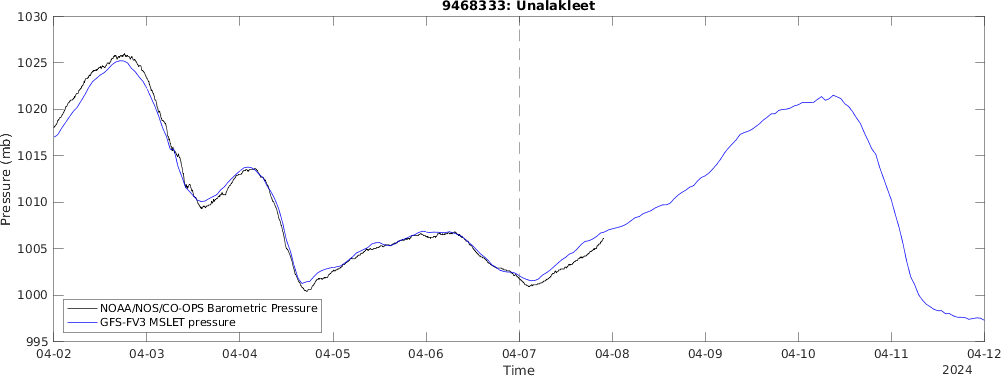 9468333: Unalakleet
1030
1025
1020
1015
1010
1005
1000
995
Pressure (mb)
NOAA/NOS/CO-OPS Barometric Pressure
GFS-FV3 MSLET pressure
04-02 04-03 04-04 04-05 04-06 04-07 04-08 04-09 04-10 04-11 04-12
Time
2024